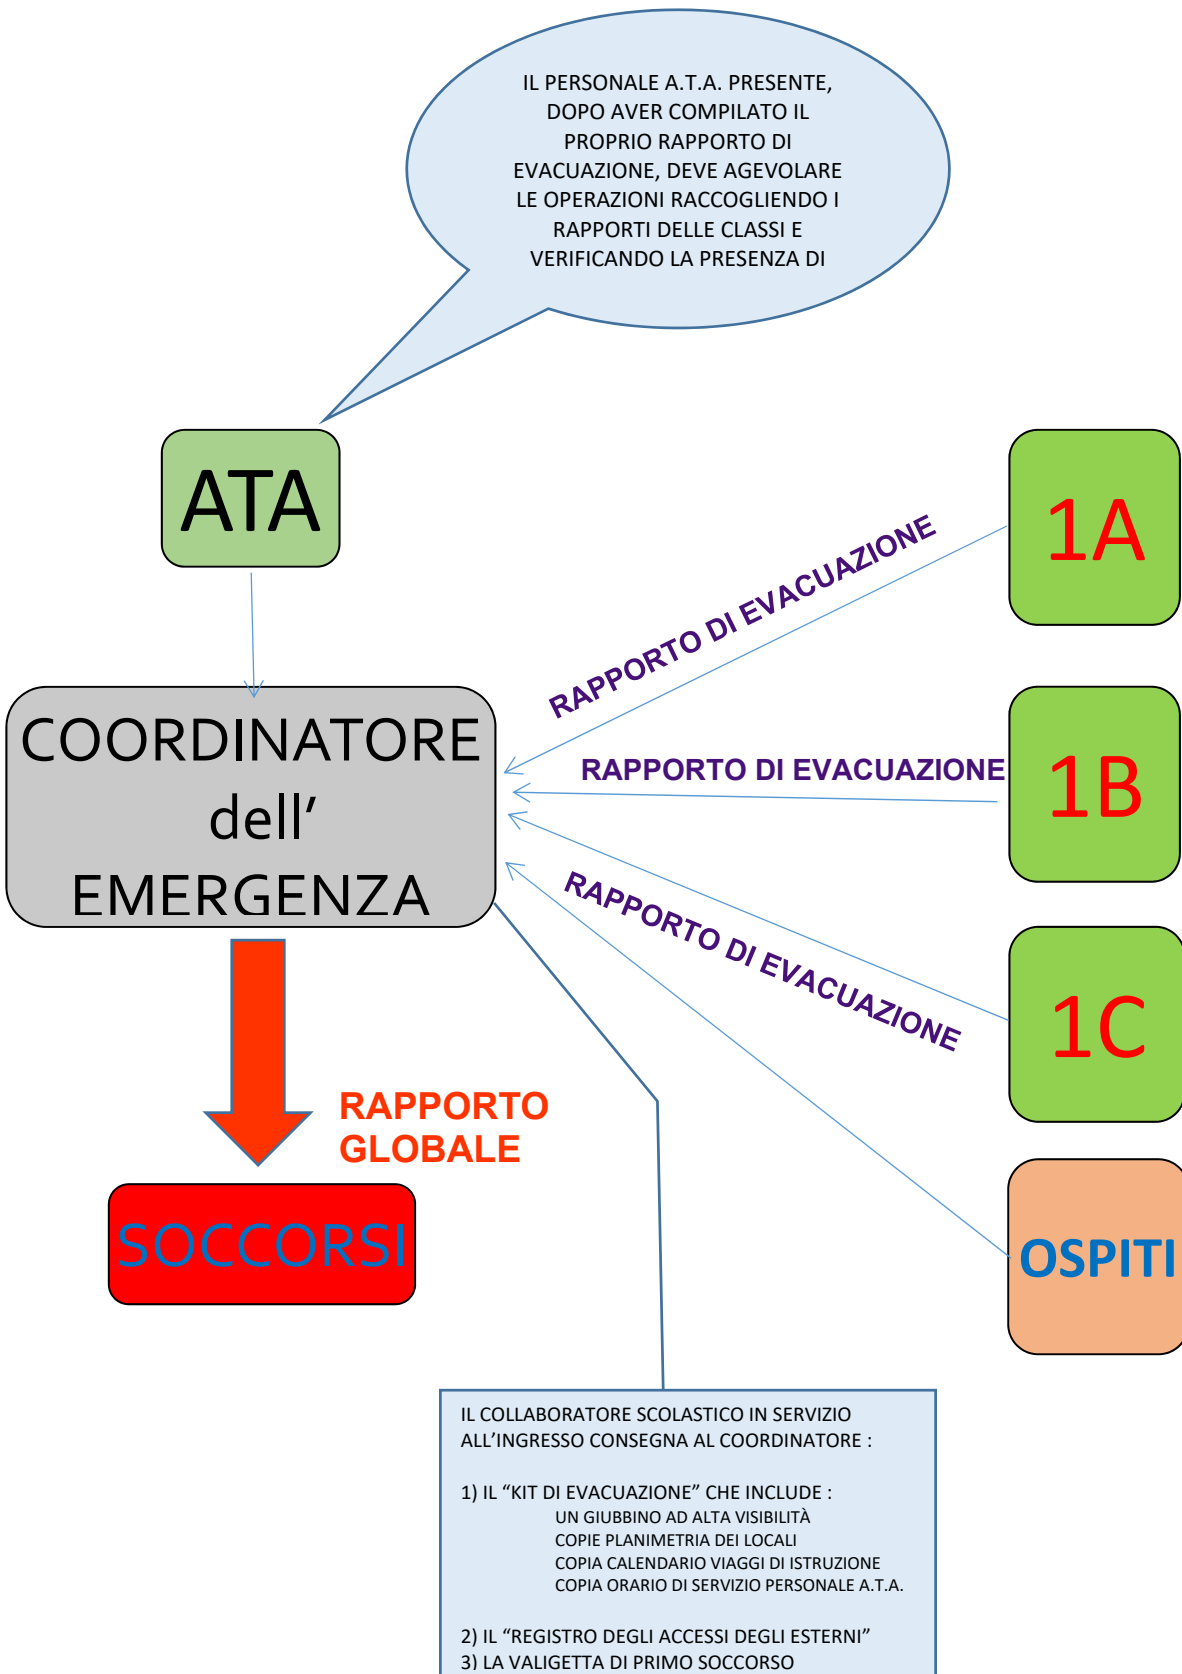 IL PERSONALE A.T.A. PRESENTE,
DOPO AVER COMPILATO IL
PROPRIO RAPPORTO DI
EVACUAZIONE, DEVE AGEVOLARE
LE OPERAZIONI RACCOGLIENDO I
RAPPORTI DELLE CLASSI E
VERIFICANDO LA PRESENZA DI
ATA
1A
RAPPORTO DI EVACUAZIONE
COORDINATORE
dell’
EMERGENZA
RAPPORTO DI EVACUAZIONE
1B
RAPPORTO DI EVACUAZIONE
1C
RAPPORTO
GLOBALE
SOCCORSI
OSPITI
IL COLLABORATORE SCOLASTICO IN SERVIZIO
ALL’INGRESSO CONSEGNA AL COORDINATORE :
1) IL “KIT DI EVACUAZIONE” CHE INCLUDE :
UN GIUBBINO AD ALTA VISIBILITÀ
COPIE PLANIMETRIA DEI LOCALI
COPIA CALENDARIO VIAGGI DI ISTRUZIONE
COPIA ORARIO DI SERVIZIO PERSONALE A.T.A.
2) IL “REGISTRO DEGLI ACCESSI DEGLI ESTERNI”
3) LA VALIGETTA DI PRIMO SOCCORSO